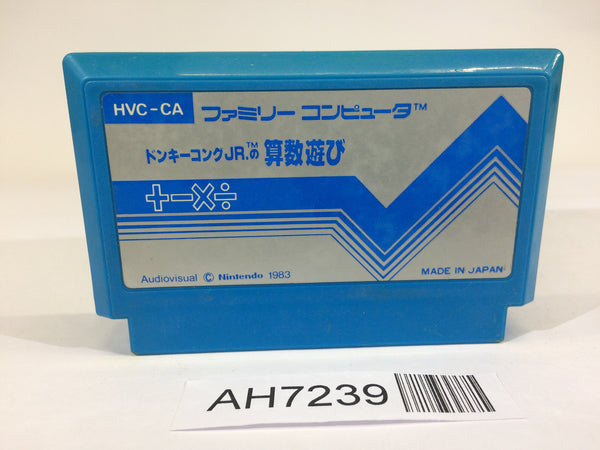 HVC-CA ファミリー コンピュータ™
ドンキーコングJR.™の 算数遊び
+-×÷
Audiovisual © Nintendo 1983
MADE IN JAPAN
AH7239